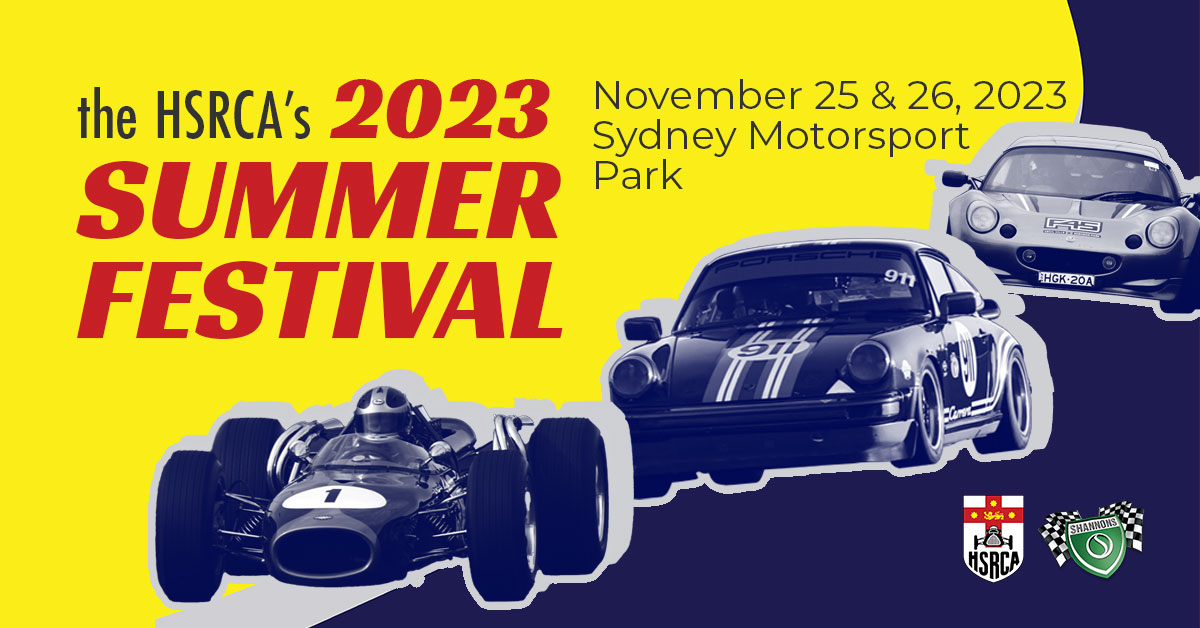 the HSRCA's 2023
SUMMER
FESTIVAL
November 25 & 26, 2023
Sydney Motorsport
Park
PORSCHE
911
911
911
Carrera
HGK·20A
1
HSRCA
SHANNONS